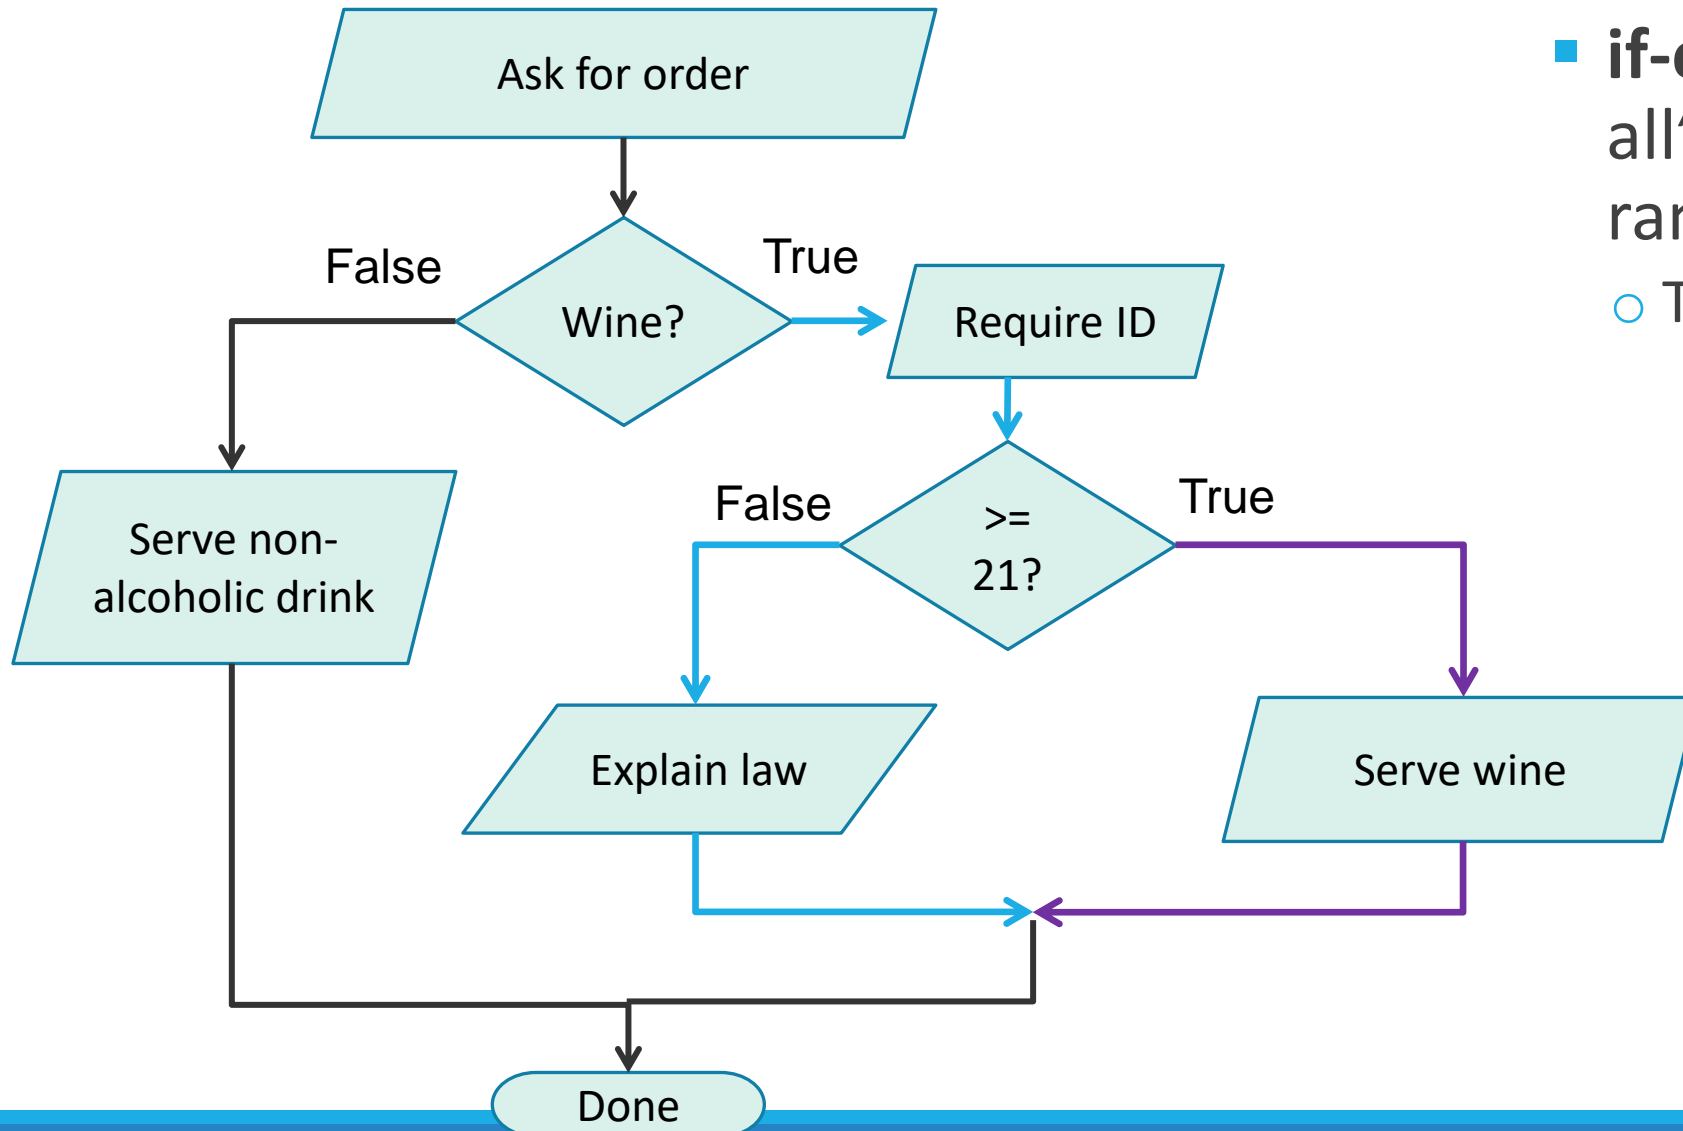 Ask for order
False
True
Wine?
Require ID
False
True
>=
21?
Serve non-
alcoholic drink
Explain law
Serve wine
Done